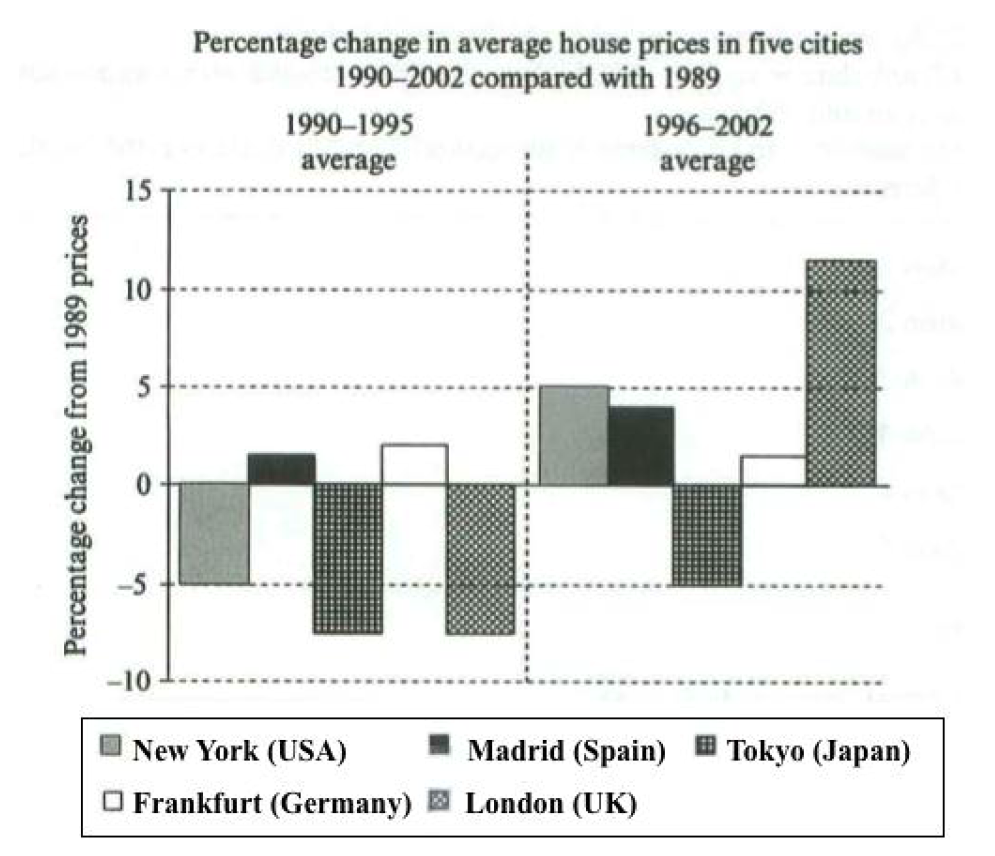 Percentage change in average house prices in five cities
1990–2002 compared with 1989
1990–1995
average
1996–2002
average
Percentage change from 1989 prices
15
10
5
0
–5
–10
New York (USA)
Madrid (Spain)
Tokyo (Japan)
Frankfurt (Germany)
London (UK)